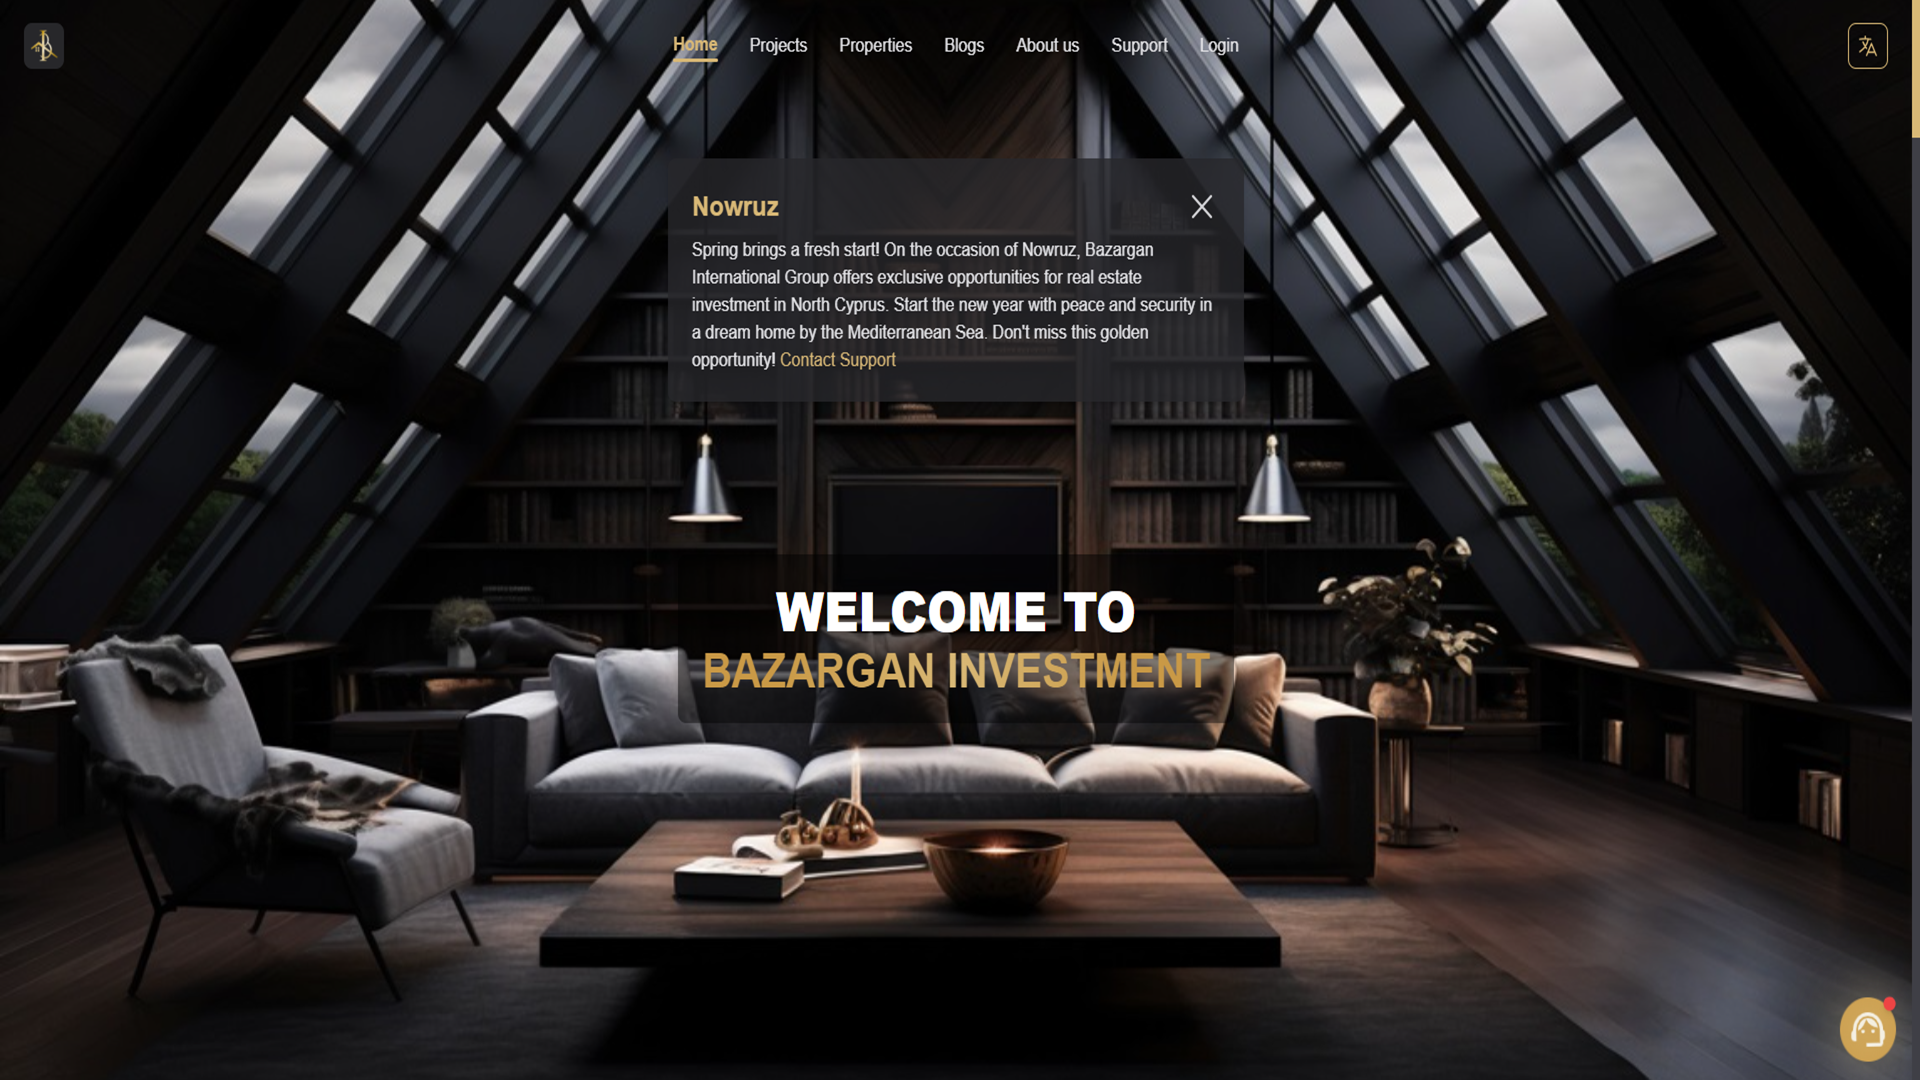 Home Projects Properties Blogs About us Support Login
Nowruz
Spring brings a fresh start! On the occasion of Nowruz, Bazargan
International Group offers exclusive opportunities for real estate
investment in North Cyprus. Start the new year with peace and security in
a dream home by the Mediterranean Sea. Don't miss this golden
opportunity! Contact Support
WELCOME TO
BAZARGAN INVESTMENT